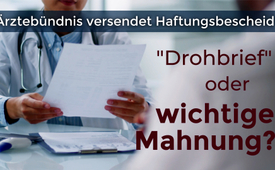 Ärztebündnis versendet Haftungsbescheid
"Drohbrief"
oder
wichtige
Mahnung?